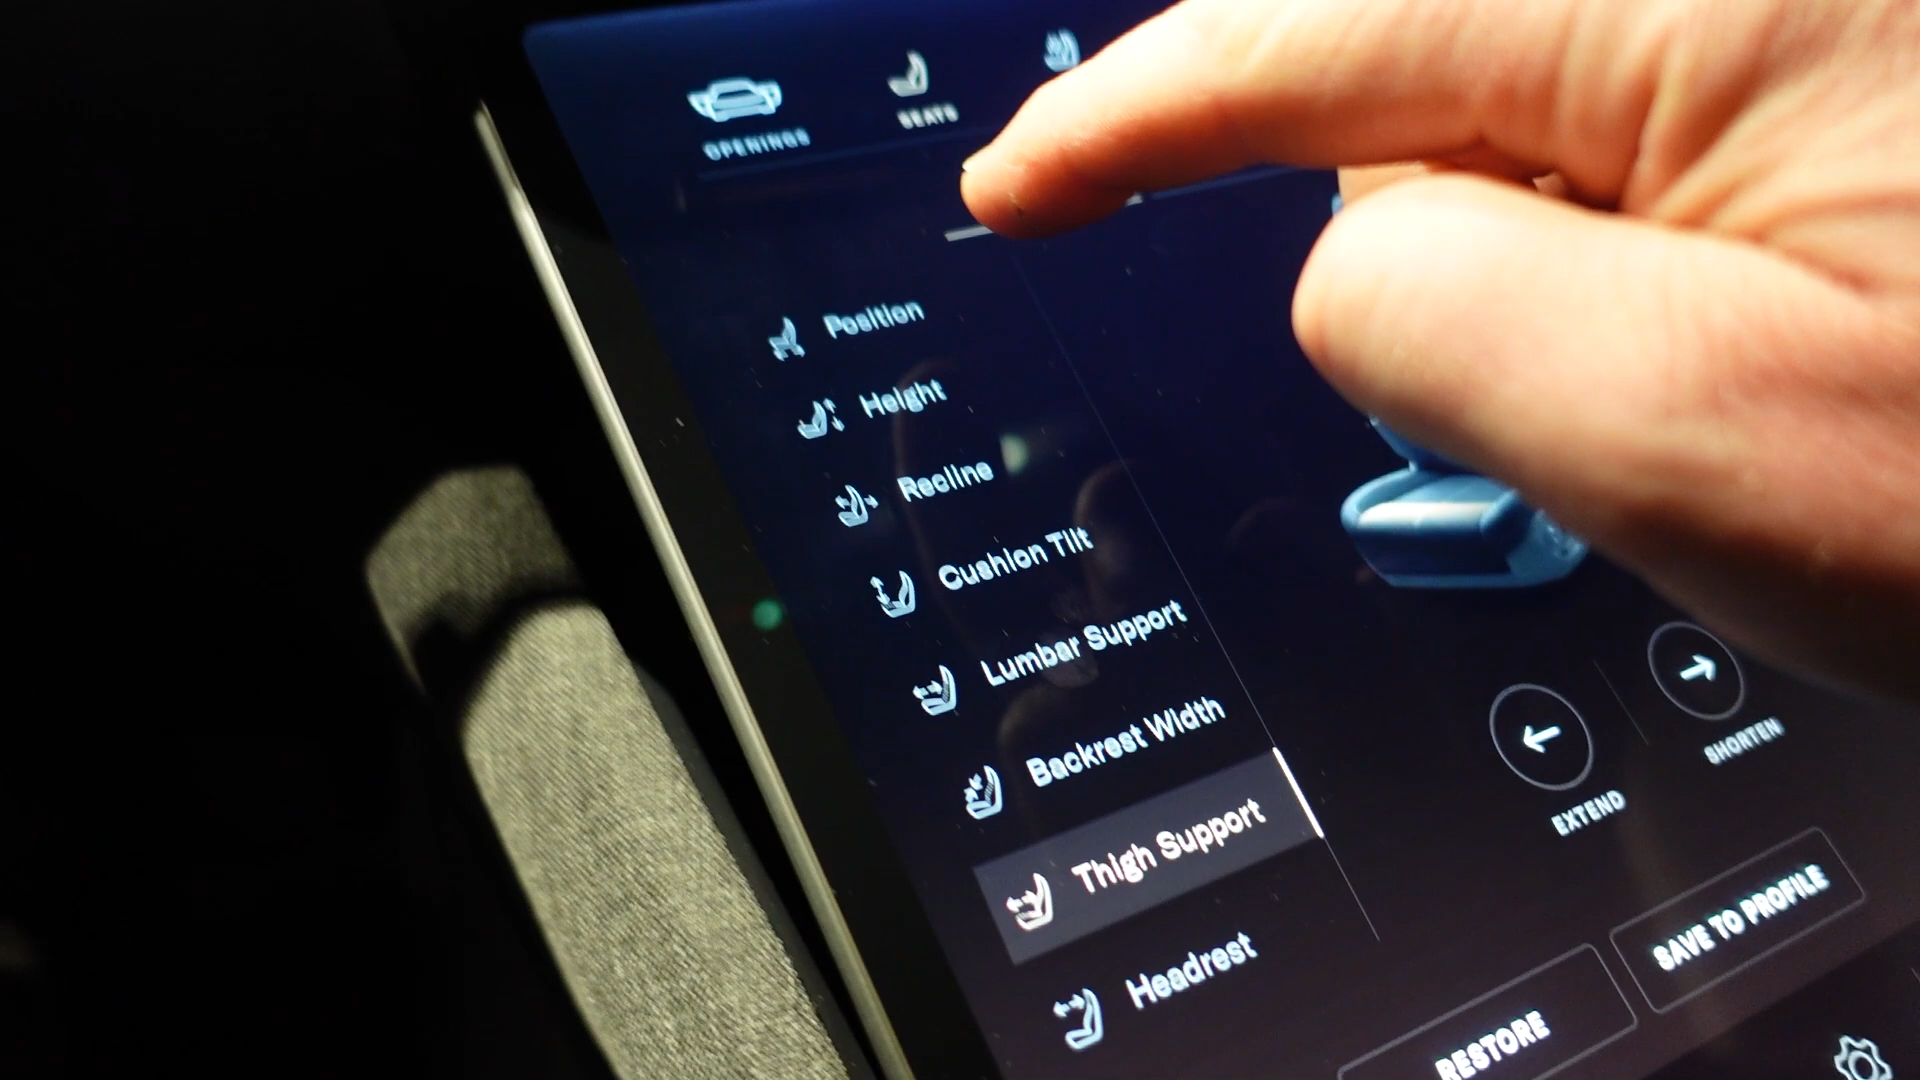 OPENINGS
SEATS
Position
Height
Recline
Cushion Tilt
Lumbar Support
Backrest Width
Thigh Support
Headrest
EXTEND
SHORTEN
RESTORE
SAVE TO PROFILE